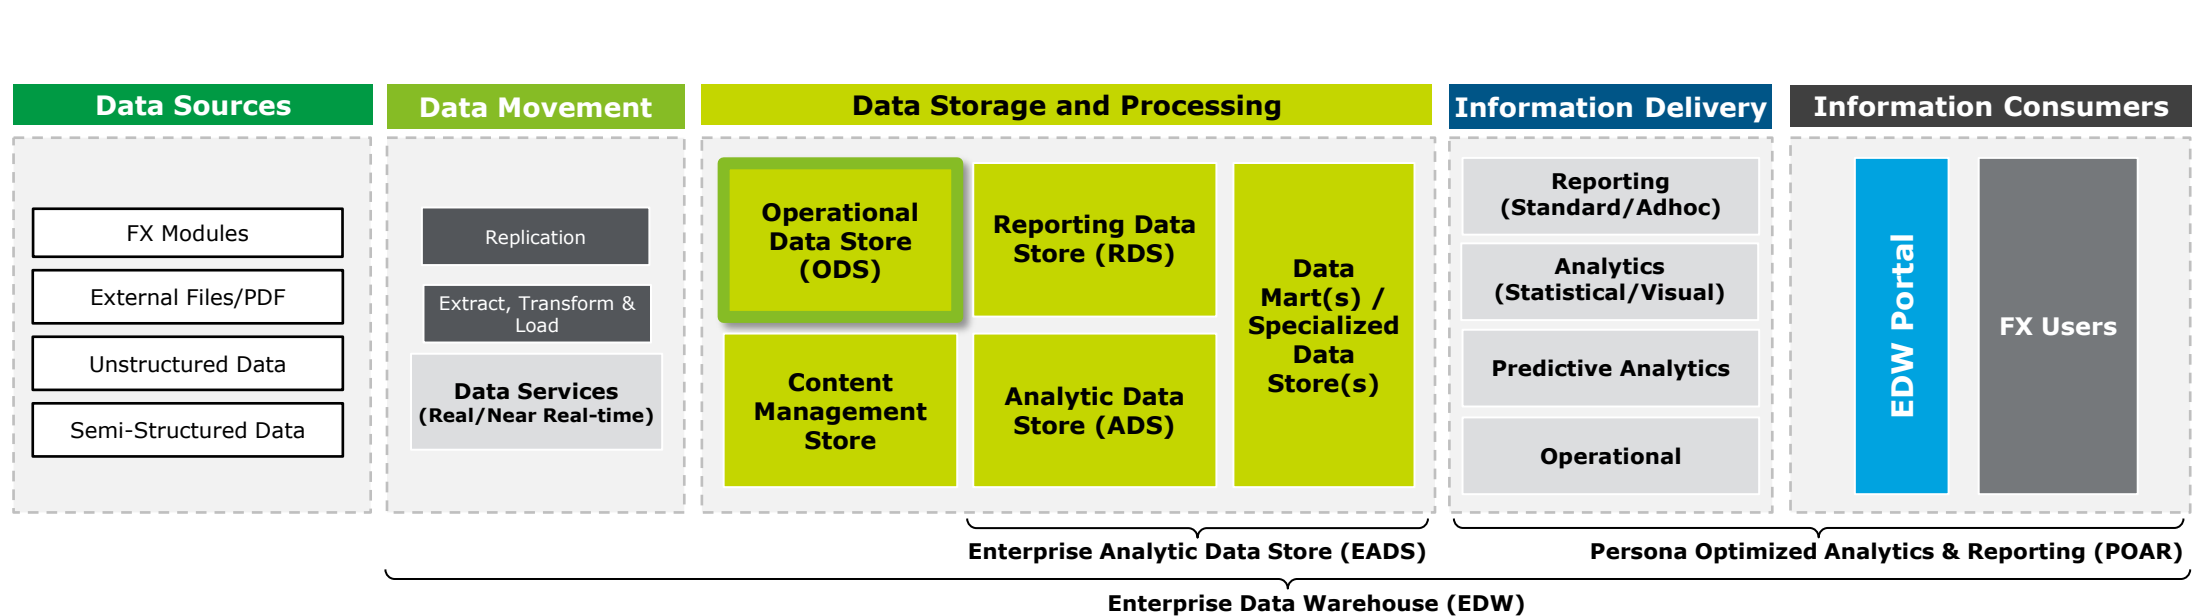 Data Sources
Data Movement
Data Storage and Processing
Information Delivery
Information Consumers
FX Modules
External Files/PDF
Unstructured Data
Semi-Structured Data
Replication
Extract, Transform &
Load
Data Services
(Real/Near Real-time)
Operational
Data Store
(ODS)
Content
Management
Store
Reporting Data
Store (RDS)
Analytic Data
Store (ADS)
Data
Mart(s) /
Specialized
Data
Store(s)
Reporting
(Standard/Adhoc)
Analytics
(Statistical/Visual)
Predictive Analytics
Operational
EDW Portal
FX Users
Enterprise Analytic Data Store (EADS)
Persona Optimized Analytics & Reporting (POAR)
Enterprise Data Warehouse (EDW)